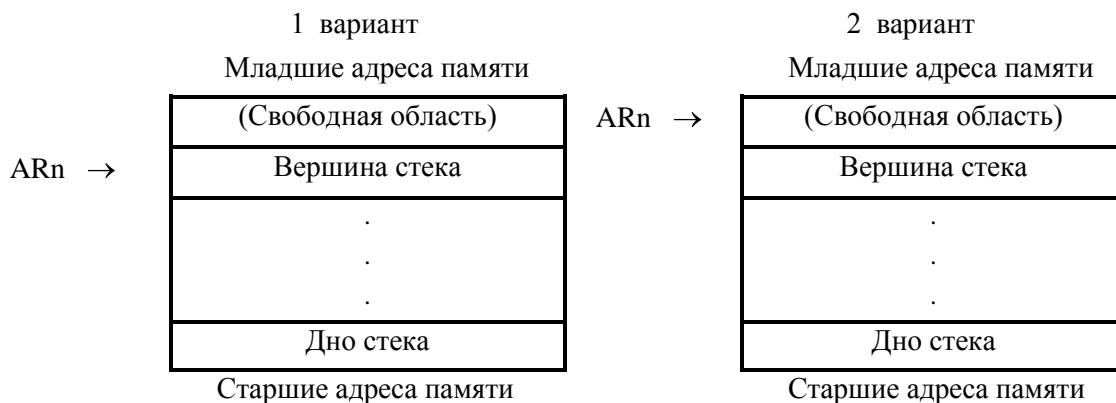 1 вариант
Младшие адреса памяти
(Свободная область)
ARn →
Вершина стека
.
.
.
Дно стека
Старшие адреса памяти
2 вариант
Младшие адреса памяти
ARn →
(Свободная область)
Вершина стека
.
.
.
Дно стека
Старшие адреса памяти